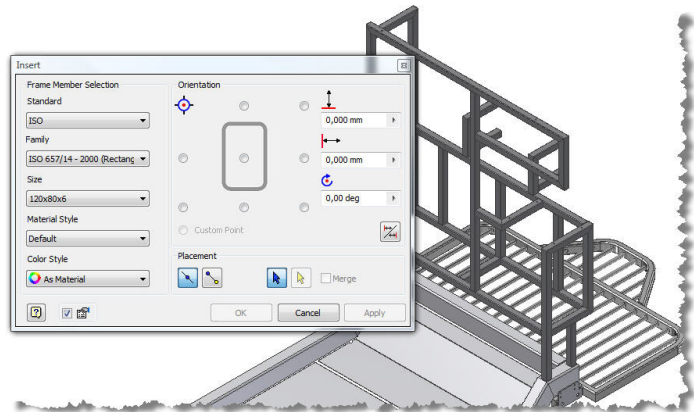 Insert
Frame Member Selection
Standard
ISO
Family
ISO 657/14 - 2000 (Rectang
Size
120x80x6
Material Style
Default
Color Style
As Material
Orientation
0,000 mm
0,000 mm
0,00 deg
Custom Point
Placement
Merge
OK
Cancel
Apply